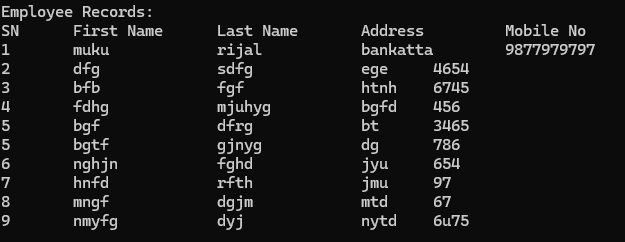 Employee Records:
SN First Name Last Name Address Mobile No
1 muku rijal bankatta 9877979797
2 dfg sdfg ege 4654
3 bfb fgf htnh 6745
4 fdhg mjuhyg bgfd 456
5 bgf dfrg bt 3465
5 bgtf gjnyg dg 786
6 nghjn fghd jyu 654
7 hnfd rfth jmu 97
8 mngf dgjm mtd 67
9 nmyfg dyj nytd 6u75